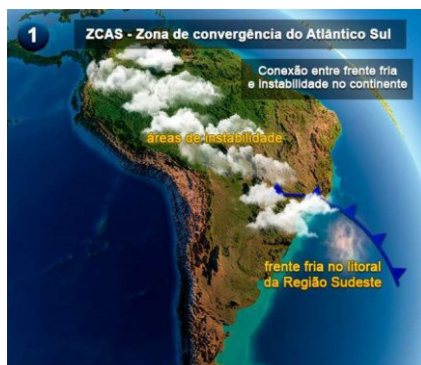 1
ZCAS - Zona de convergência do Atlântico Sul
Conexão entre frente fria
e instabilidade no continente
áreas de instabilidade
frente fria no litoral
da Região Sudeste